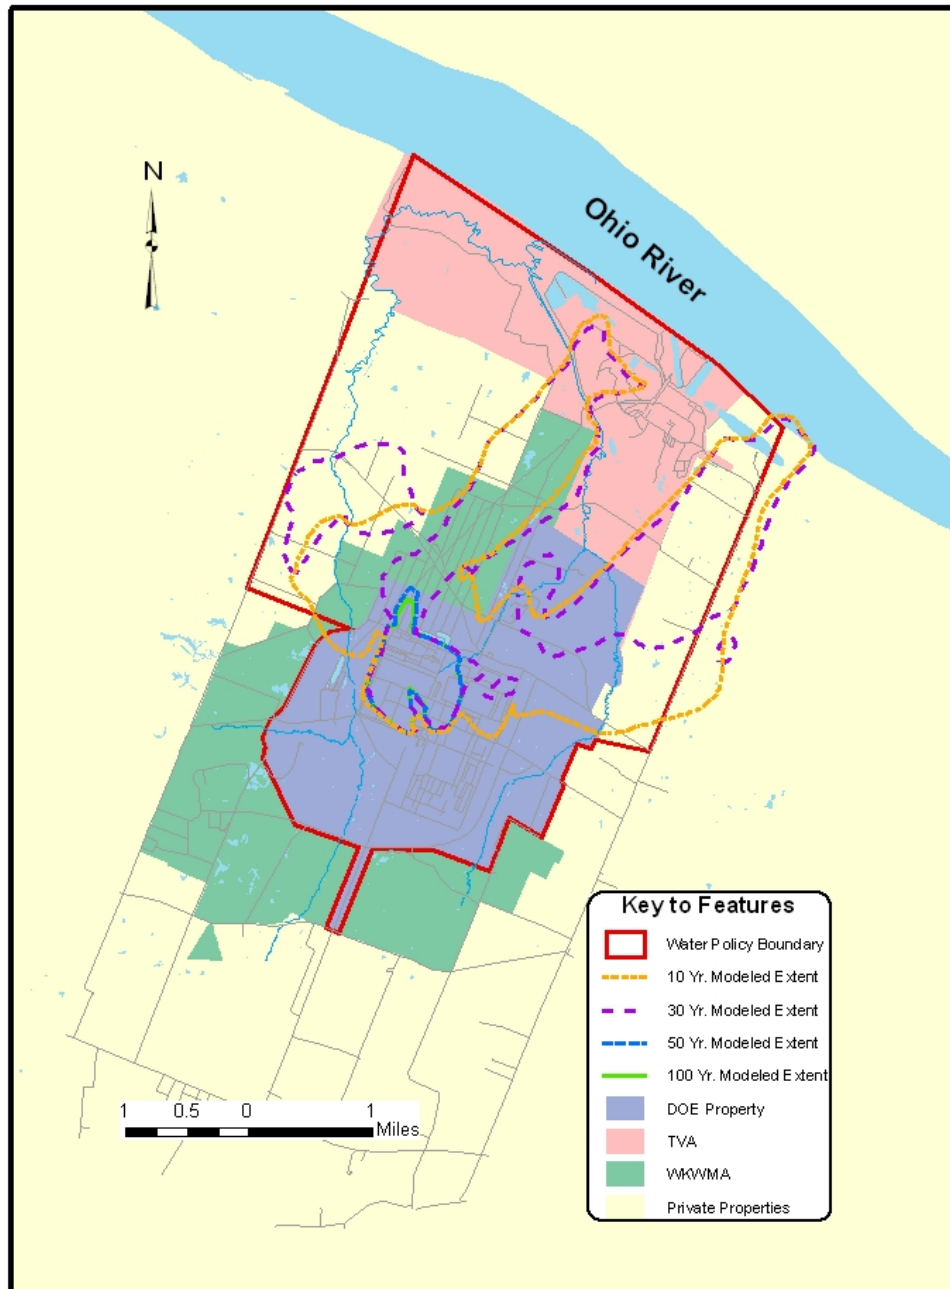 N
Ohio River
Key to Features
Water Policy Boundary
10 Yr. Modeled Extent
30 Yr. Modeled Extent
50 Yr. Modeled Extent
100 Yr. Modeled Extent
DOE Property
TVA
WKWMA
Private Properties
1 0.5 0 1
Miles